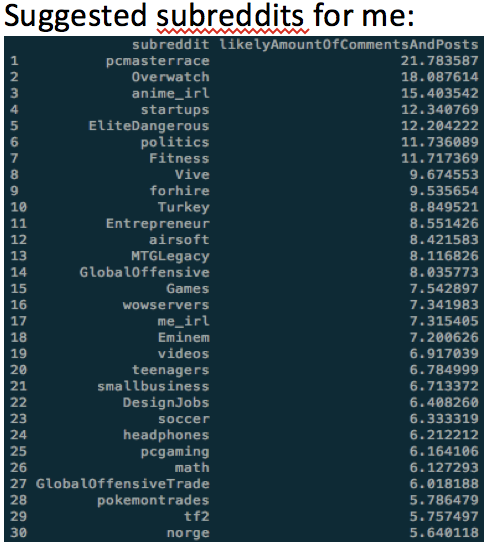 Suggested subreddits for me:
subreddit likelyAmountOfCommentsAndPosts
1 pcmasterrace 21.783587
2 Overwatch 18.087614
3 anime_irl 15.403542
4 startups 12.340769
5 EliteDangerous 12.204222
6 politics 11.736089
7 Fitness 11.717369
8 Vive 9.674553
9 forhire 9.535654
10 Turkey 8.849521
11 Entrepreneur 8.551426
12 airsoft 8.421583
13 MTGLegacy 8.116826
14 GlobalOffensive 8.035773
15 Games 7.542897
16 wowservers 7.341983
17 me_irl 7.315405
18 Eminem 7.200626
19 videos 6.917039
20 teenagers 6.784999
21 smallbusiness 6.713372
22 DesignJobs 6.408260
23 soccer 6.333319
24 headphones 6.212212
25 pcgaming 6.164106
26 math 6.127293
27 GlobalOffensiveTrade 6.018188
28 pokemontrades 5.786479
29 tf2 5.757497
30 norge 5.640118